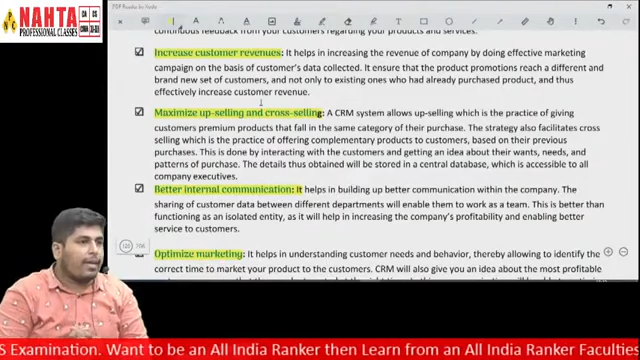 NAHTA
PROFESSIONAL CLASSES
CA
CS
CMA
PDF Reade
continuous feedback from your customers regarding your products and services.
Increase customer revenues: It helps in increasing the revenue of company by doing effective marketing
campaign on the basis of customer's data collected. It ensure that the product promotions reach a different and
brand new set of customers, and not only to existing ones who had already purchased product, and thus
effectively increase customer revenue.
Maximize up-selling and cross-selling: A CRM system allows up-selling which is the practice of giving
customers premium products that fall in the same category of their purchase. The strategy also facilitates cross
selling which is the practice of offering complementary products to customers, based on their previous
purchases. This is done by interacting with the customers and getting an idea about their wants, needs, and
patterns of purchase. The details thus obtained will be stored in a central database, which is accessible to all
company executives.
Better internal communication: It helps in building up better communication within the company. The
sharing of customer data between different departments will enable them to work as a team. This is better than
functioning as an isolated entity, as it will help in increasing the company's profitability and enabling better
service to customers.
206
Optimize marketing: It helps in understanding customer needs and behavior, thereby allowing to identify the
correct time to market your product to the customers. CRM will also give you an idea about the most profitable
S Examination. Want to be an All India Ranker then Learn from an All India Ranker Faculties